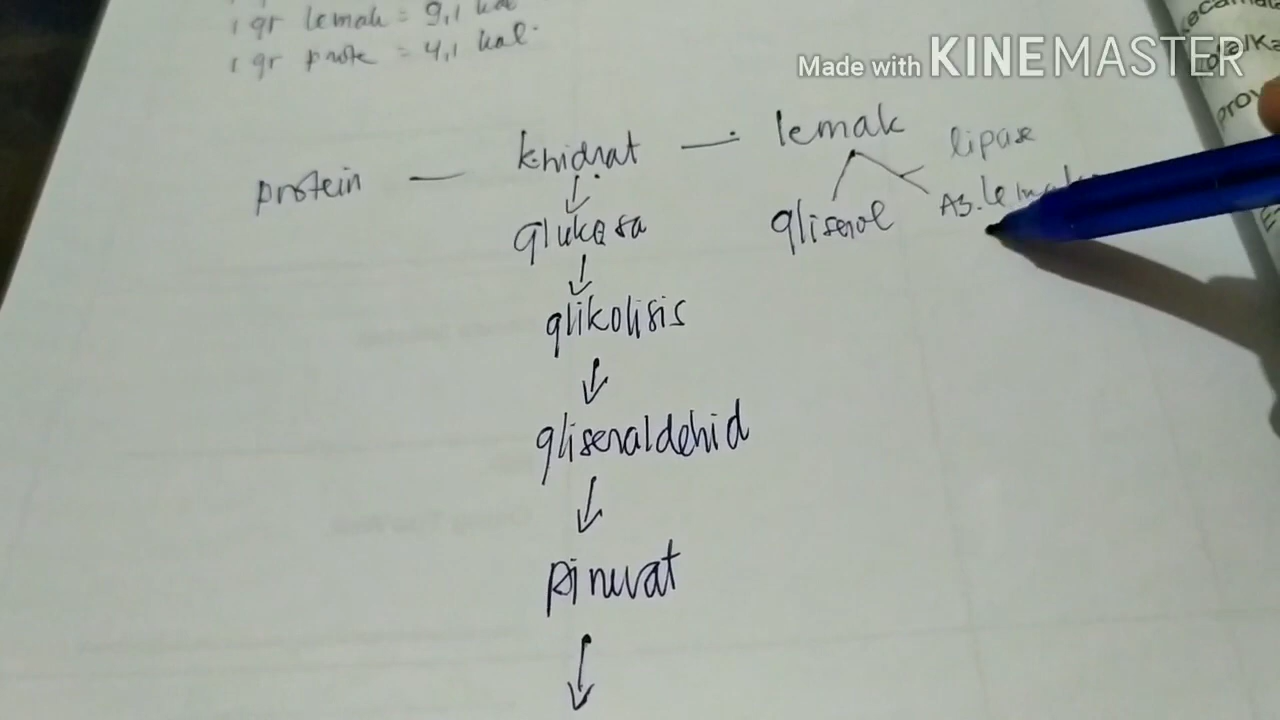 1 gr lemak = 9,1 kal
1 gr prote = 4,1 kal.
Made with KINEMASTER
protein — k.hidrat — lemak
lipase
glukosa
gliserol As. lemak
glikolisis
gliseraldehid
piruvat